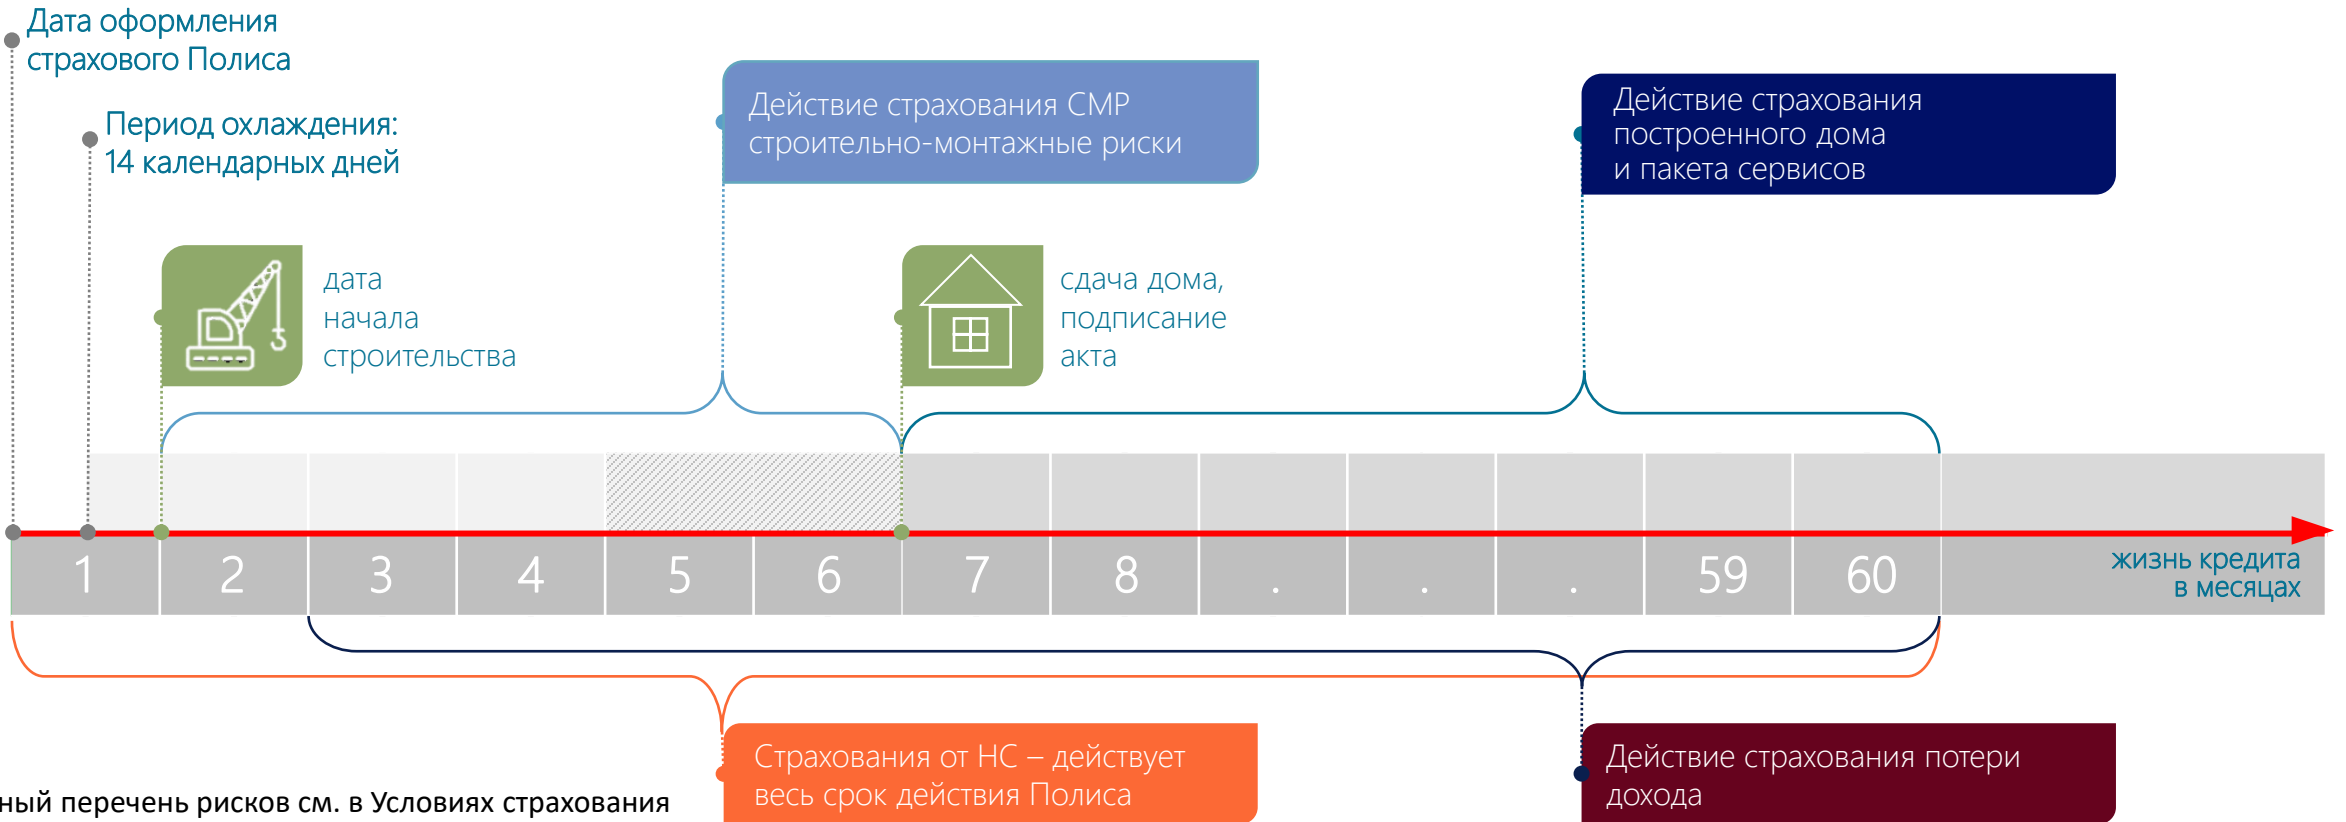 Дата оформления
страхового Полиса
Период охлаждения:
14 календарных дней
Действие страхования СМР
строительно-монтажные риски
Действие страхования
построенного дома
и пакета сервисов
дата
начала
строительства
сдача дома,
подписание
акта
1 2 3 4 5 6 7 8 . . . 59 60
жизнь кредита
в месяцах
Страхования от НС – действует
весь срок действия Полиса
Действие страхования потери
дохода
перечень рисков см. в Условиях страхования